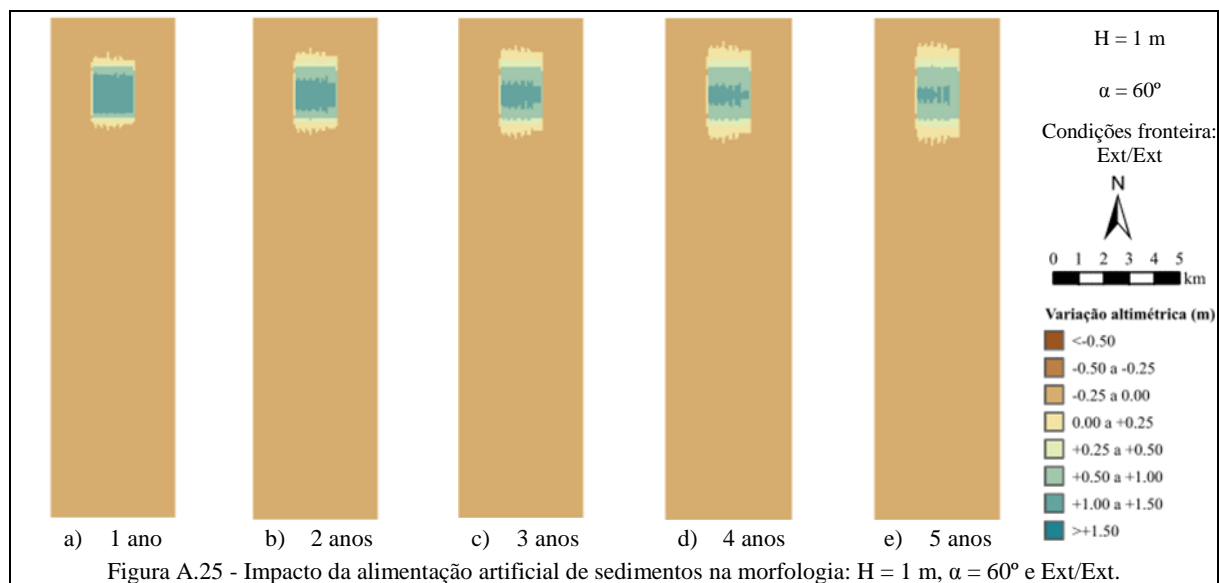 H = 1 m
α = 60º
Condições fronteira:
Ext/Ext
N
0 1 2 3 4 5
km
Variação altimétrica (m)
<-0.50
-0.50 a -0.25
-0.25 a 0.00
0.00 a +0.25
+0.25 a +0.50
+0.50 a +1.00
+1.00 a +1.50
>+1.50
a) 1 ano
b) 2 anos
c) 3 anos
d) 4 anos
e) 5 anos
Figura A.25 - Impacto da alimentação artificial de sedimentos na morfologia: H = 1 m, α = 60º e Ext/Ext.